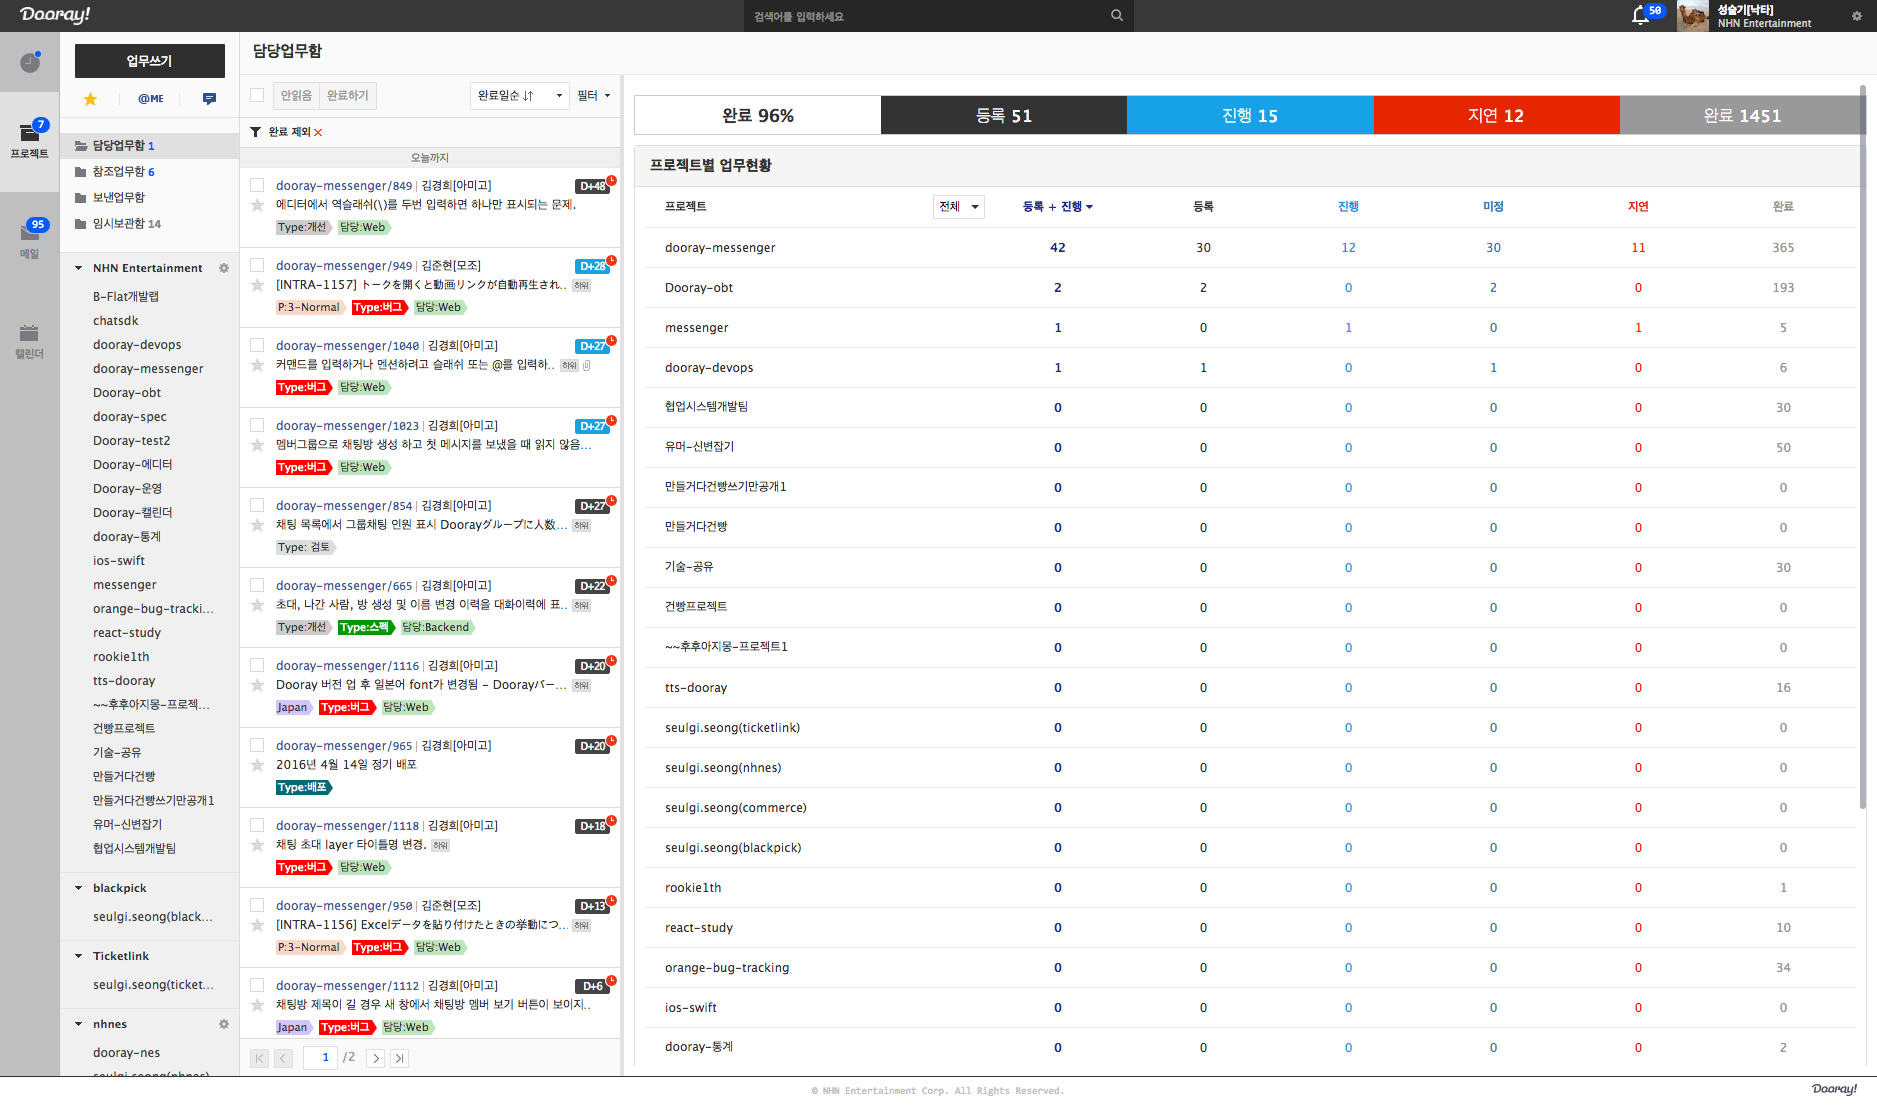 Dooray!
검색어를 입력하세요
50
성슬기[낙타]
NHN Entertainment
7
프로젝트
95
메일
캘린더
업무쓰기
@ME
담당업무함 1
참조업무함 6
보낸업무함
임시보관함 14
NHN Entertainment
B-Flat개발랩
chatsdk
dooray-devops
dooray-messenger
Dooray-obt
dooray-spec
Dooray-test2
Dooray-에디터
Dooray-운영
Dooray-캘린더
dooray-통계
ios-swift
messenger
orange-bug-tracki...
react-study
rookie1th
tts-dooray
~~후후아지몽-프로젝...
건빵프로젝트
기술-공유
만들거다건빵
만들거다건빵쓰기만공개1
유머-신변잡기
협업시스템개발팀
blackpick
seulgi.seong(black...
Ticketlink
seulgi.seong(ticket...
nhnes
dooray-nes
seulgi.seong(nhnes)
담당업무함
안읽음 완료하기 완료일순 필터
완료 제외 ×
오늘까지
dooray-messenger/849 | 김경희[아미고] D+48
에디터에서 역슬래쉬(\)를 두번 입력하면 하나만 표시되는 문제.
Type:개선 담당:Web
dooray-messenger/949 | 김준현[모조] D+28
[INTRA-1157] トークを開くと動画リンクが自動再生され.. 하위
P:3-Normal Type:버그 담당:Web
dooray-messenger/1040 | 김경희[아미고] D+27
커맨드를 입력하거나 멘션하려고 슬래쉬 또는 @를 입력하.. 하위
Type:버그 담당:Web
dooray-messenger/1023 | 김경희[아미고] D+27
멤버그룹으로 채팅방 생성 하고 첫 메시지를 보냈을 때 읽지 않음...
Type:버그 담당:Web
dooray-messenger/854 | 김경희[아미고] D+27
채팅 목록에서 그룹채팅 인원 표시 Doorayグループに人数... 하위
Type: 검토
dooray-messenger/665 | 김경희[아미고] D+22
초대, 나간 사람, 방 생성 및 이름 변경 이력을 대화이력에 표.. 하위
Type:개선 Type:스펙 담당:Backend
dooray-messenger/1116 | 김경희[아미고] D+20
Dooray 버전 업 후 일본어 font가 변경됨 - Doorayバー... 하위
Japan Type:버그 담당:Web
dooray-messenger/965 | 김경희[아미고] D+20
2016년 4월 14일 정기 배포
Type:배포
dooray-messenger/1118 | 김경희[아미고] D+18
채팅 초대 layer 타이틀명 변경. 하위
Type:버그 담당:Web
dooray-messenger/950 | 김준현[모조] D+13
[INTRA-1156] Excelデータを貼り付けたときの挙動につ... 하위
P:3-Normal Type:버그 담당:Web
dooray-messenger/1112 | 김경희[아미고] D+6
채팅방 제목이 길 경우 새 창에서 채팅방 멤버 보기 버튼이 보이지..
Japan Type:버그 담당:Web
1 /2
완료 96% 등록 51 진행 15 지연 12 완료 1451
프로젝트별 업무현황
프로젝트 전체 등록 + 진행 등록 진행 미정 지연 완료
dooray-messenger 42 30 12 30 11 365
Dooray-obt 2 2 0 2 0 193
messenger 1 0 1 0 1 5
dooray-devops 1 1 0 1 0 6
협업시스템개발팀 0 0 0 0 0 30
유머-신변잡기 0 0 0 0 0 50
만들거다건빵쓰기만공개1 0 0 0 0 0 0
만들거다건빵 0 0 0 0 0 0
기술-공유 0 0 0 0 0 30
건빵프로젝트 0 0 0 0 0 0
~~후후아지몽-프로젝트1 0 0 0 0 0 0
tts-dooray 0 0 0 0 0 16
seulgi.seong(ticketlink) 0 0 0 0 0 0
seulgi.seong(nhnes) 0 0 0 0 0 0
seulgi.seong(commerce) 0 0 0 0 0 0
seulgi.seong(blackpick) 0 0 0 0 0 0
rookie1th 0 0 0 0 0 1
react-study 0 0 0 0 0 10
orange-bug-tracking 0 0 0 0 0 34
ios-swift 0 0 0 0 0 0
dooray-통계 0 0 0 0 0 2
© NHN Entertainment Corp. All Rights Reserved.
Dooray!